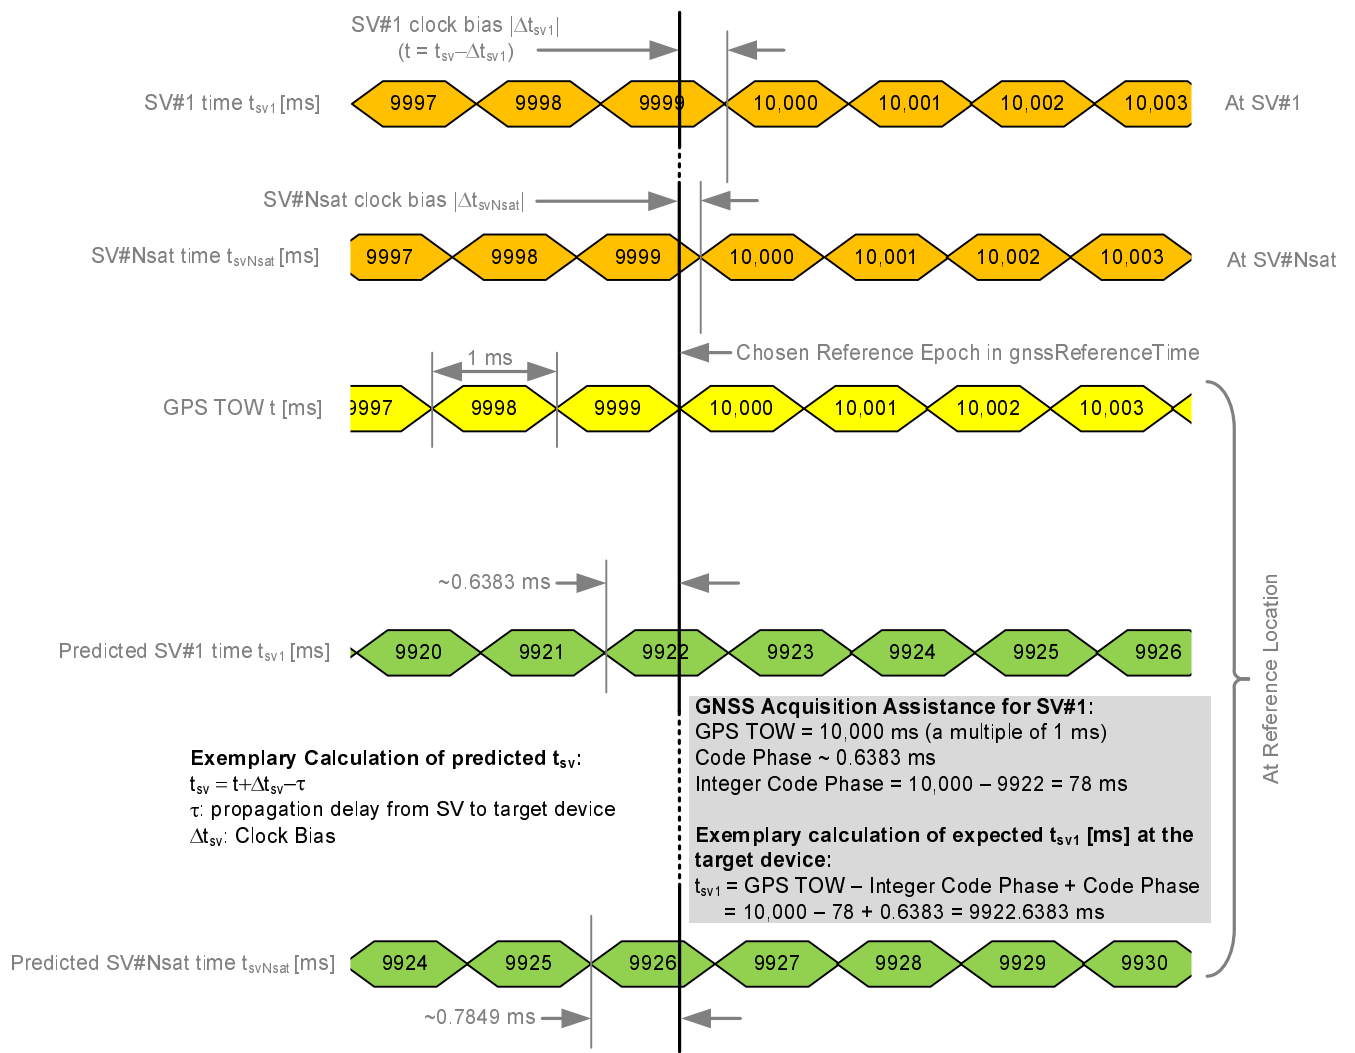 SV#1 clock bias |Δtsv1|
(t = tsv–Δtsv1)
SV#1 time tsv1 [ms]
9997 9998 9999 10,000 10,001 10,002 10,003
At SV#1
SV#Nsat clock bias |ΔtsvNsat|
SV#Nsat time tsvNsat [ms]
9997 9998 9999 10,000 10,001 10,002 10,003
At SV#Nsat
Chosen Reference Epoch in gnssReferenceTime
1 ms
GPS TOW t [ms]
9997 9998 9999 10,000 10,001 10,002 10,003
~0.6383 ms
Predicted SV#1 time tsv1 [ms]
9920 9921 9922 9923 9924 9925 9926
At Reference Location
GNSS Acquisition Assistance for SV#1:
GPS TOW = 10,000 ms (a multiple of 1 ms)
Code Phase ~ 0.6383 ms
Integer Code Phase = 10,000 – 9922 = 78 ms
Exemplary calculation of expected tsv1 [ms] at the
target device:
tsv1 = GPS TOW – Integer Code Phase + Code Phase
= 10,000 – 78 + 0.6383 = 9922.6383 ms
Exemplary Calculation of predicted tsv:
tsv = t+Δtsv–τ
τ: propagation delay from SV to target device
Δtsv: Clock Bias
Predicted SV#Nsat time tsvNsat [ms]
9924 9925 9926 9927 9928 9929 9930
~0.7849 ms